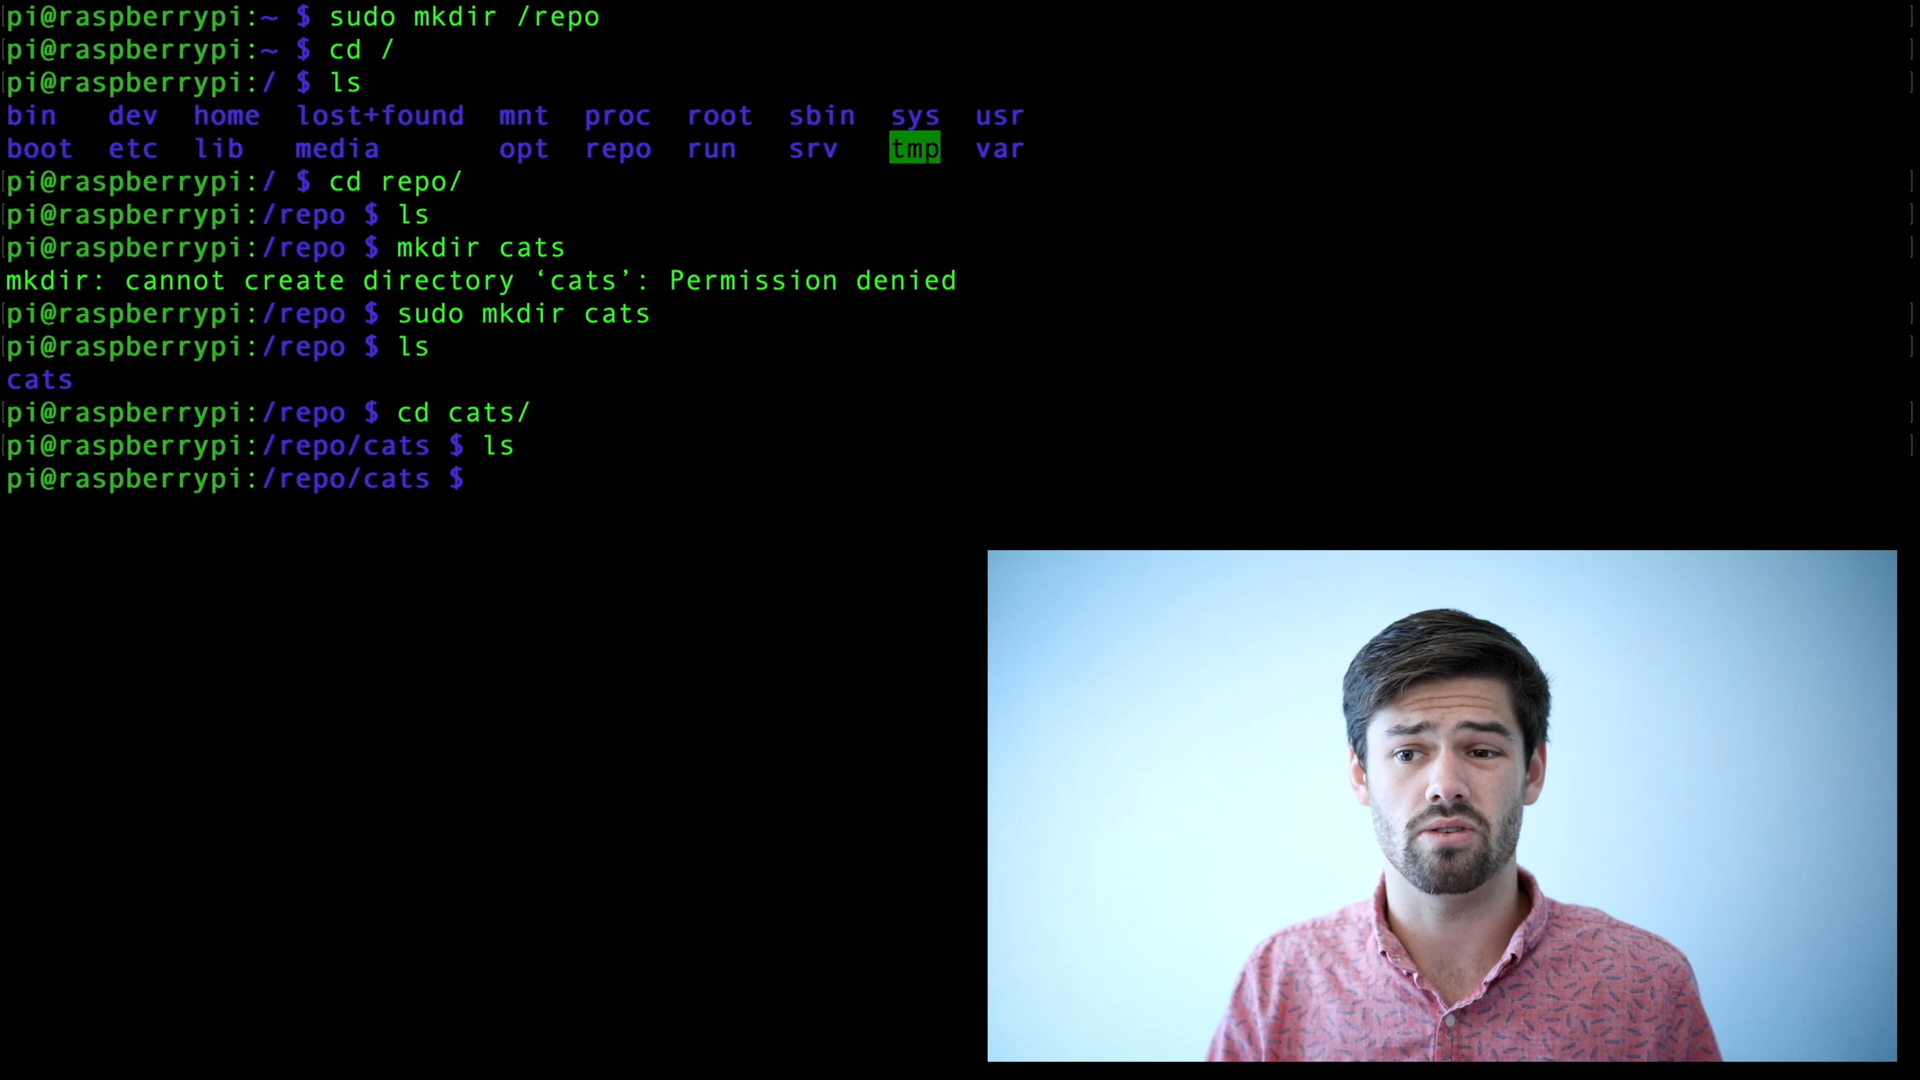 pi@raspberrypi:~ $ sudo mkdir /repo
pi@raspberrypi:~ $ cd /
pi@raspberrypi:/ $ ls
bin dev home lost+found mnt proc root sbin sys usr
boot etc lib media opt repo run srv tmp var
pi@raspberrypi:/ $ cd repo/
pi@raspberrypi:/repo $ ls
pi@raspberrypi:/repo $ mkdir cats
mkdir: cannot create directory ‘cats’: Permission denied
pi@raspberrypi:/repo $ sudo mkdir cats
pi@raspberrypi:/repo $ ls
cats
pi@raspberrypi:/repo $ cd cats/
pi@raspberrypi:/repo/cats $ ls
pi@raspberrypi:/repo/cats $